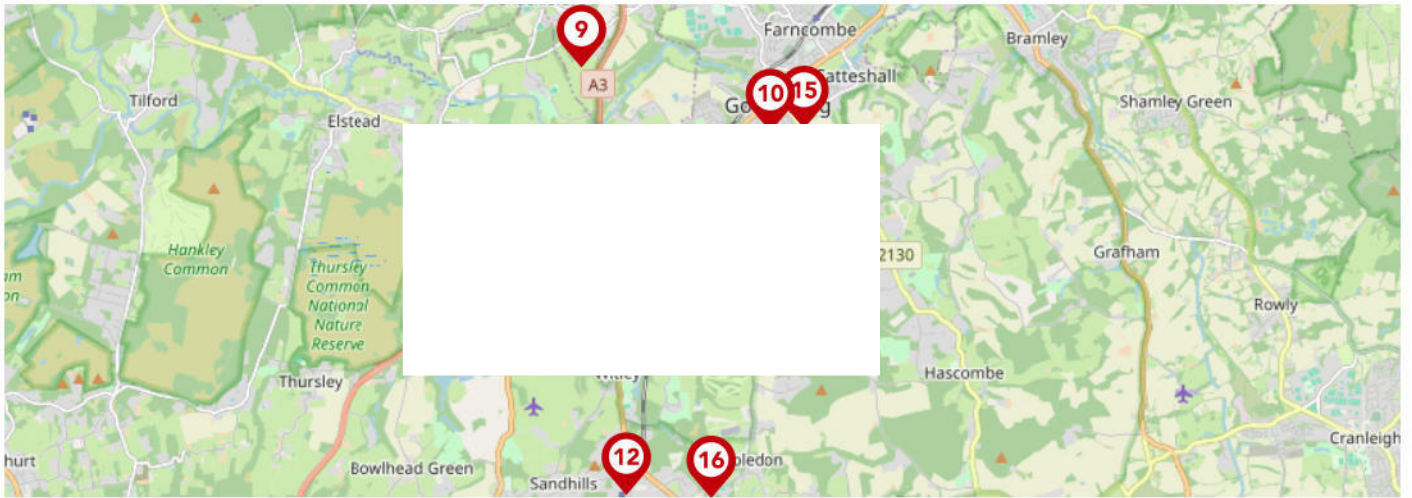 9
Farncombe
Bramley
A3
10
15
Catteshall
Tilford
Shamley Green
Elstead
Hankley
Common
Thursley
Common
National
Nature
Reserve
2130
Grafham
Rowly
Thursley
Witley
Hascombe
Cranleigh
hurt
Bowlhead Green
12
16
Sandhills